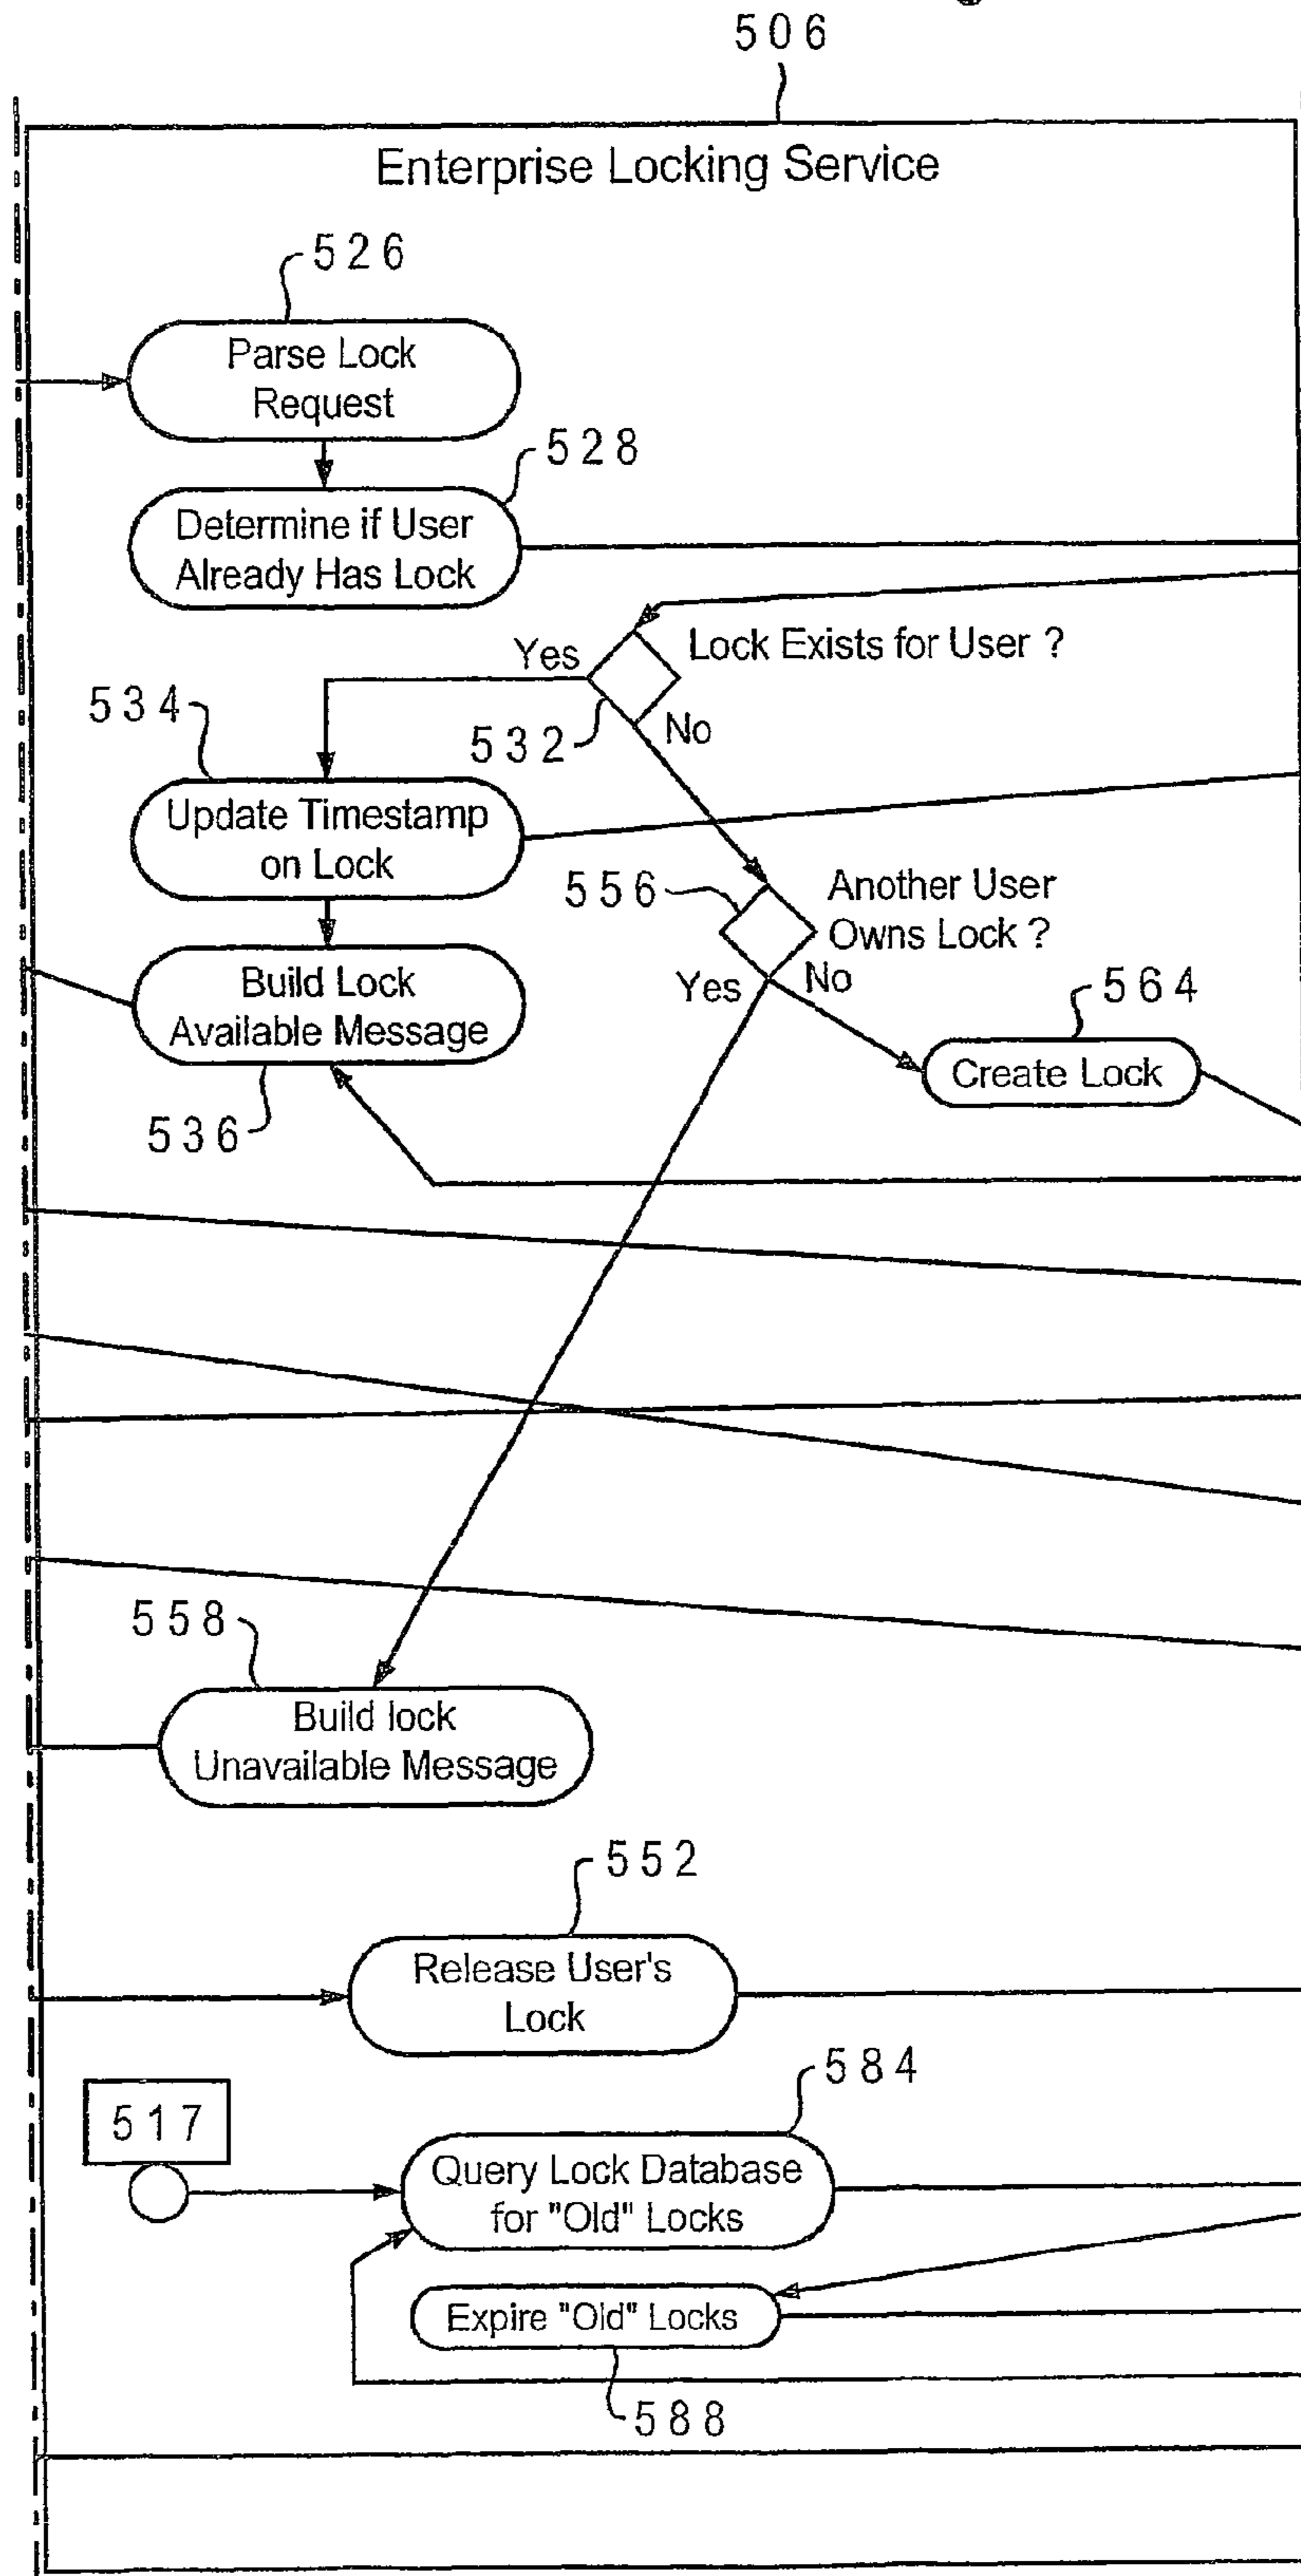 506
Enterprise Locking Service
526
Parse Lock
Request
528
Determine if User
Already Has Lock
Yes
Lock Exists for User ?
534
532
No
Update Timestamp
on Lock
556
Another User
Owns Lock ?
Build Lock
Available Message
Yes
No
564
Create Lock
536
558
Build lock
Unavailable Message
552
Release User's
Lock
517
584
Query Lock Database
for "Old" Locks
Expire "Old" Locks
588